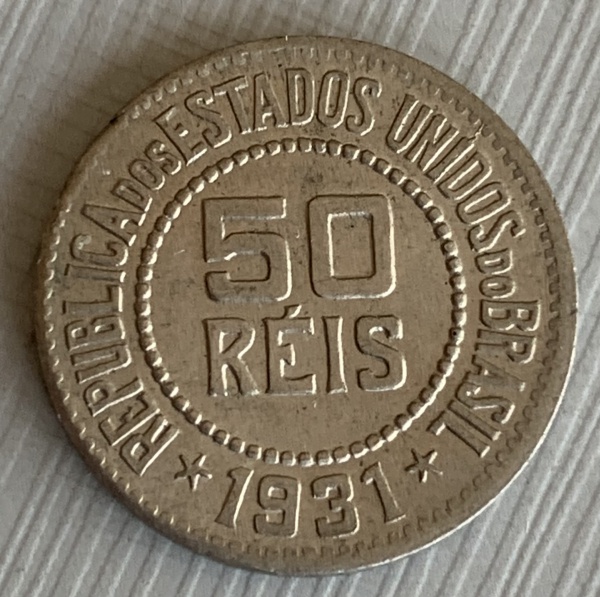 REPUBLICA DOS ESTADOS UNIDOS DO BRASIL
50
RÉIS
★ 1931 ★